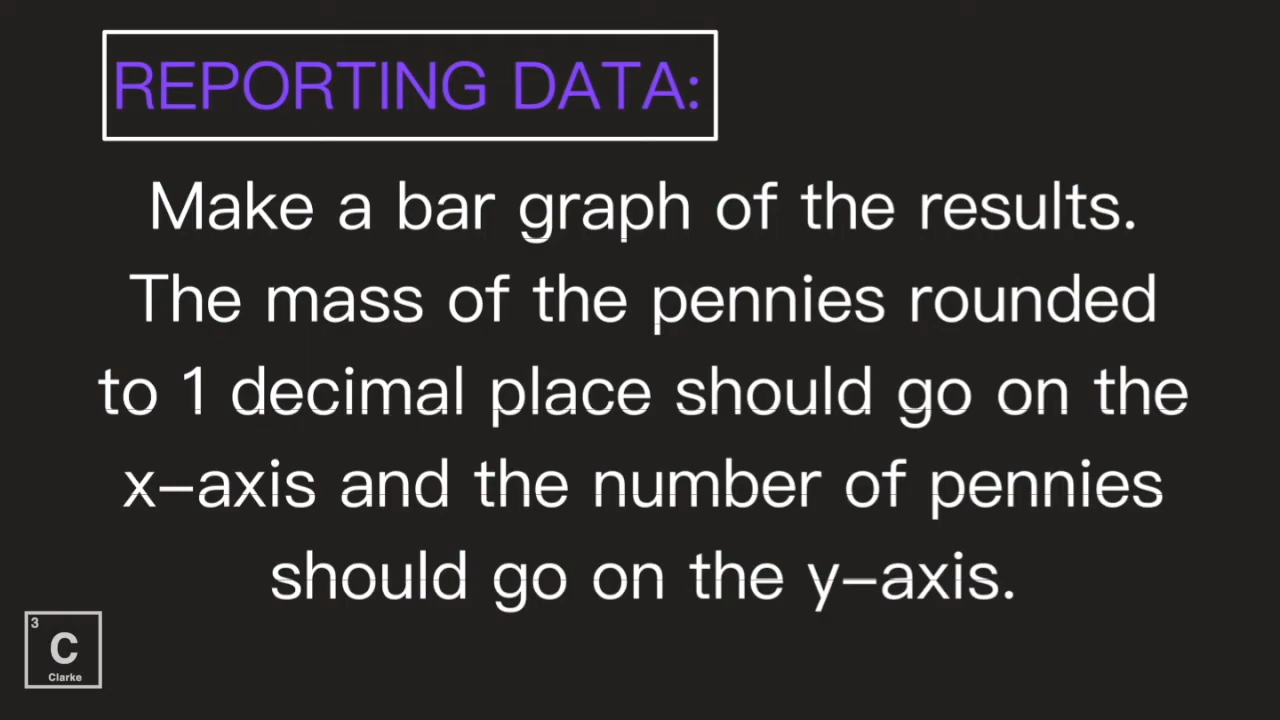 REPORTING DATA:
Make a bar graph of the results.
The mass of the pennies rounded
to 1 decimal place should go on the
x-axis and the number of pennies
should go on the y-axis.
3
C
Clarke